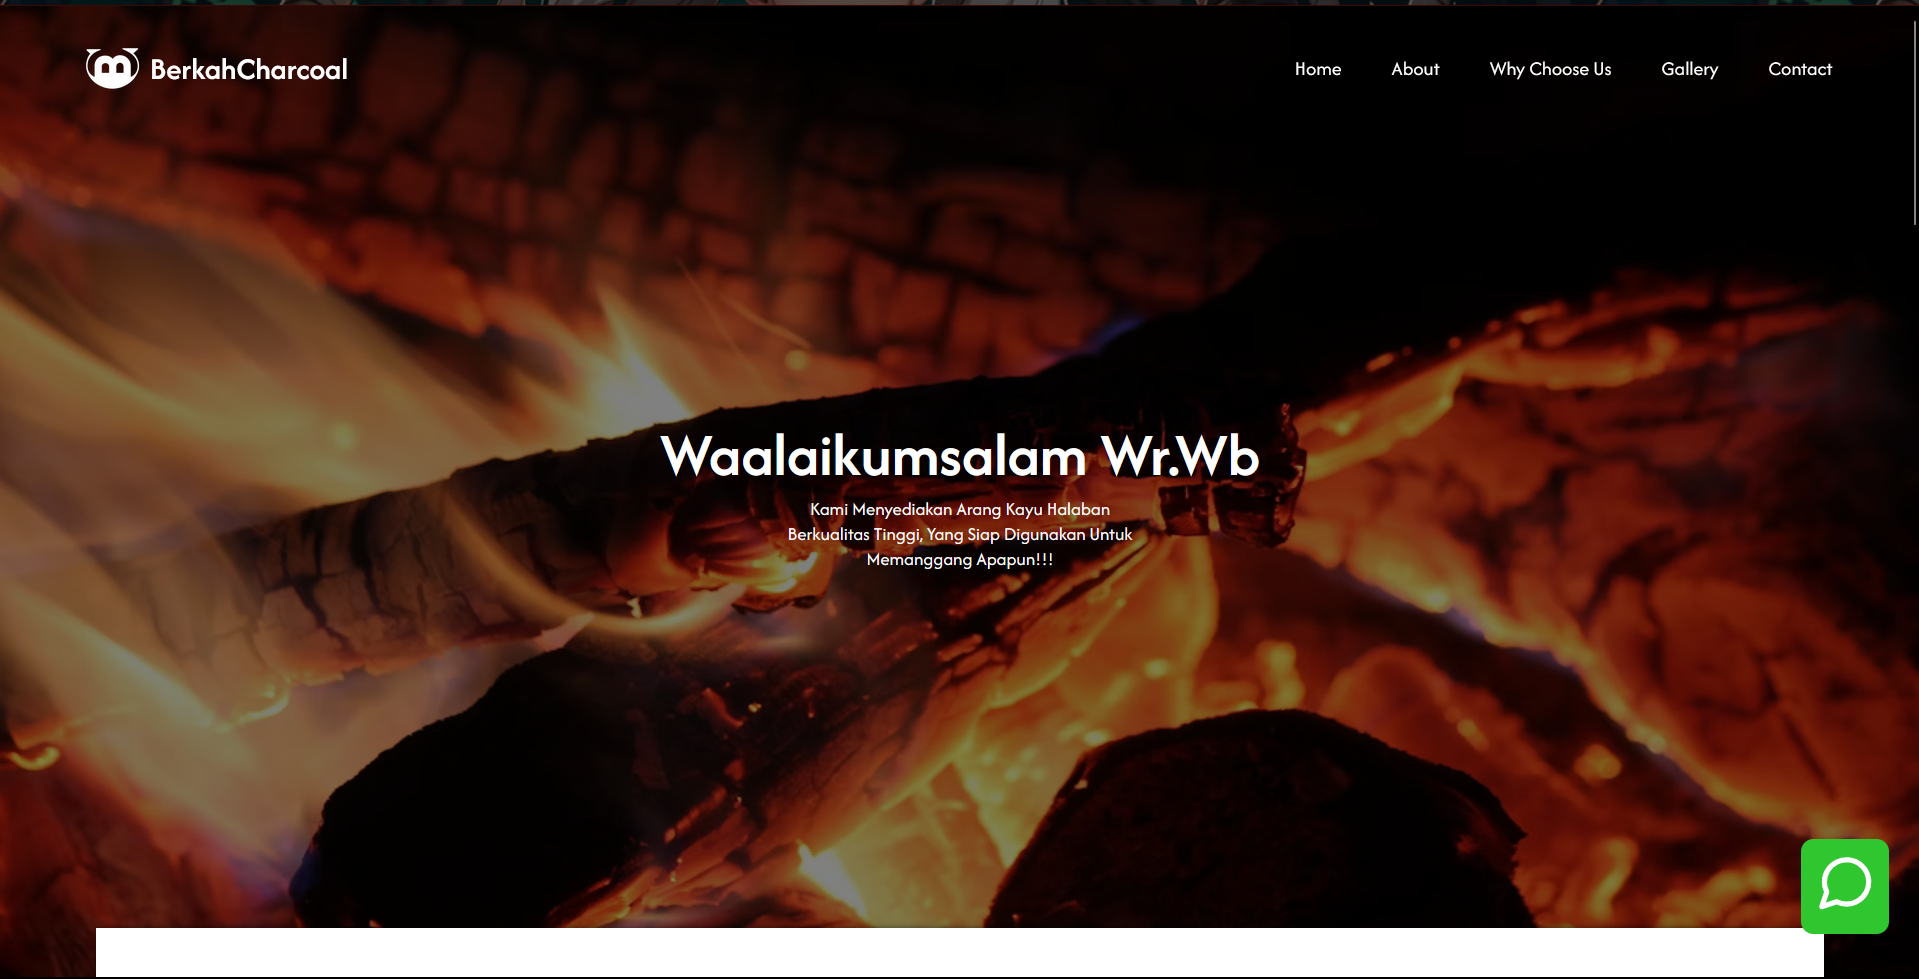 BerkahCharcoal
Home
About
Why Choose Us
Gallery
Contact
Waalaikumsalam Wr.Wb
Kami Menyediakan Arang Kayu Halaban
Berkualitas Tinggi, Yang Siap Digunakan Untuk
Memanggang Apapun!!!